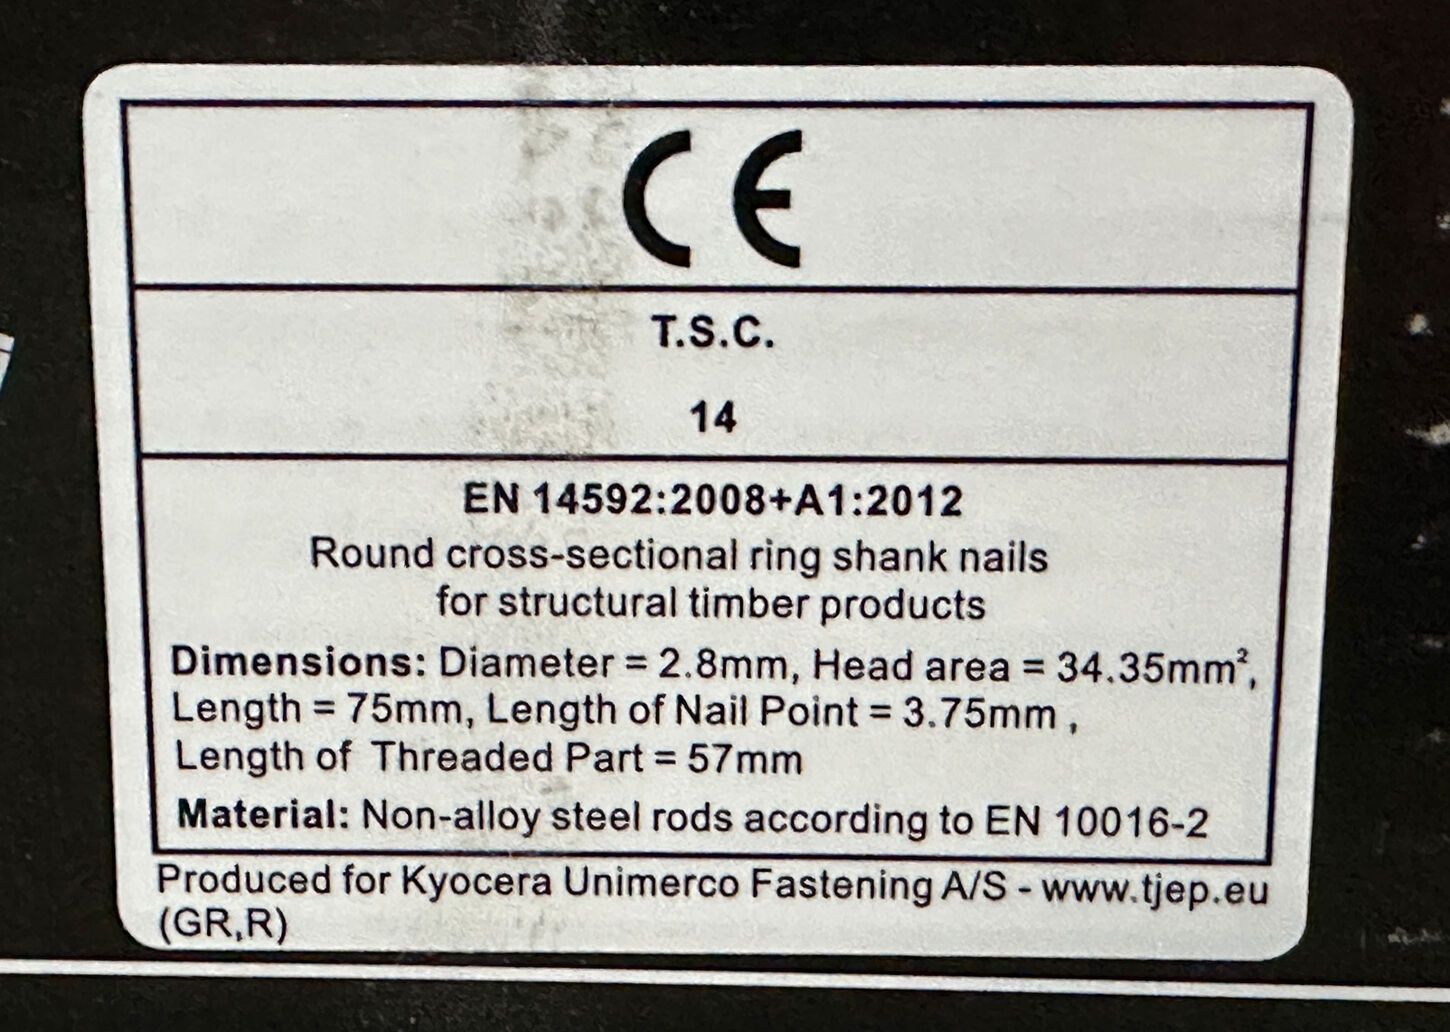 CE
T.S.C.
14
EN 14592:2008+A1:2012
Round cross-sectional ring shank nails
for structural timber products
Dimensions: Diameter = 2.8mm, Head area = 34.35mm²,
Length = 75mm, Length of Nail Point = 3.75mm ,
Length of Threaded Part = 57mm
Material: Non-alloy steel rods according to EN 10016-2
Produced for Kyocera Unimerco Fastening A/S - www.tjep.eu
(GR,R)